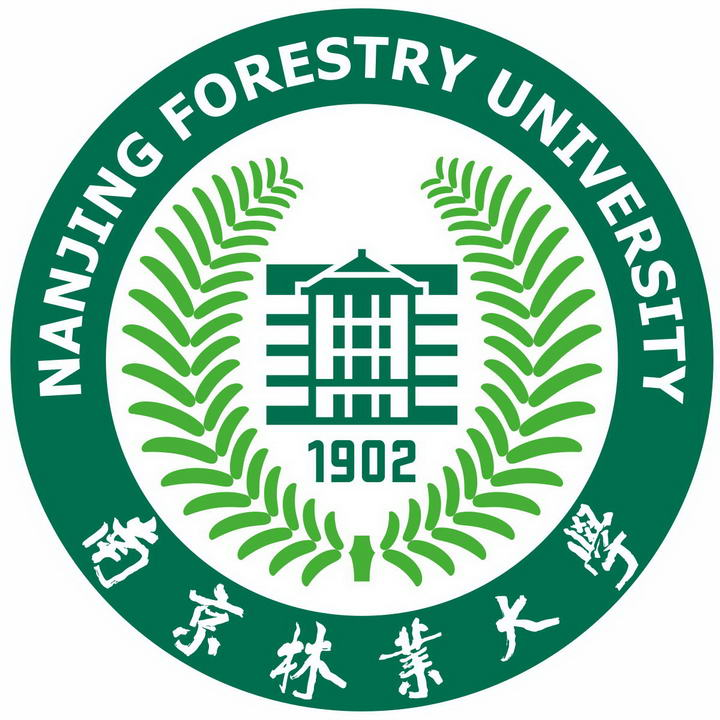 NANJING FORESTRY UNIVERSITY
1902
南京林業大學